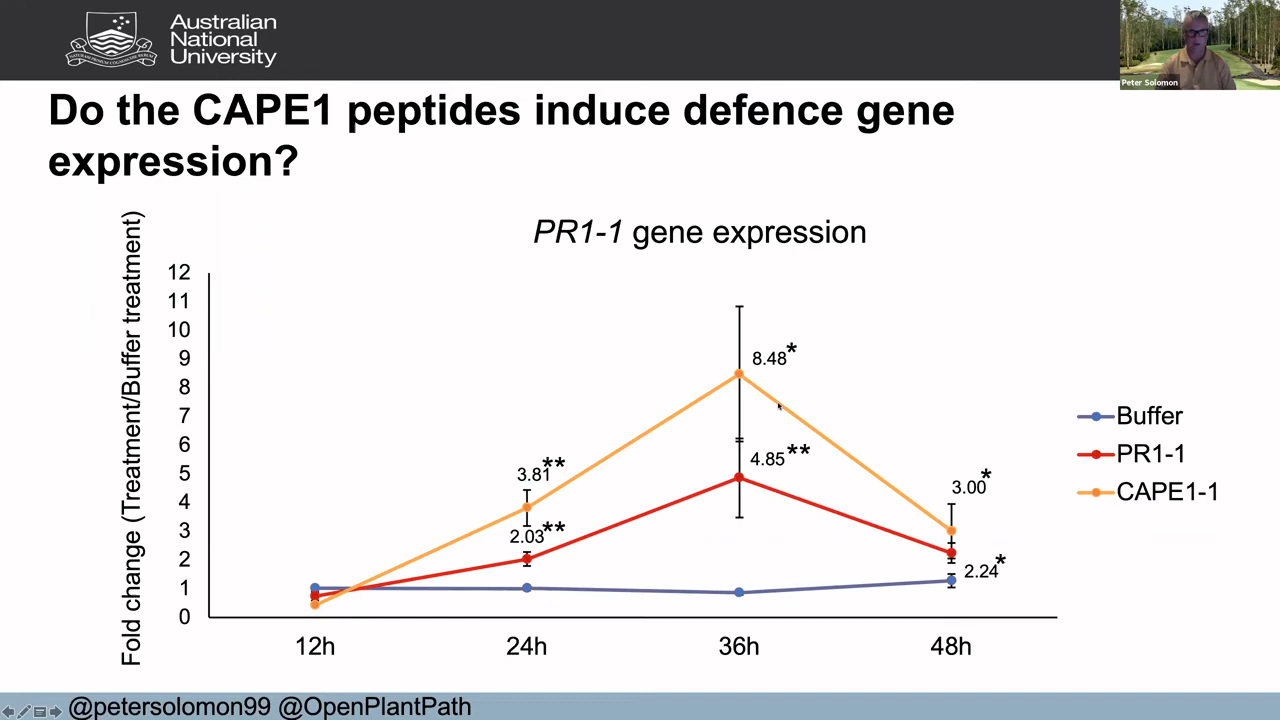 Australian
National
University
Peter Solomon
Do the CAPE1 peptides induce defence gene
expression?
PR1-1 gene expression
Fold change (Treatment/Buffer treatment)
12
11
10
9
8
7
6
5
4
3
2
1
0
8.48*
4.85**
3.81**
2.03**
3.00*
2.24*
12h
24h
36h
48h
Buffer
PR1-1
CAPE1-1
@petersolomon99 @OpenPlantPath